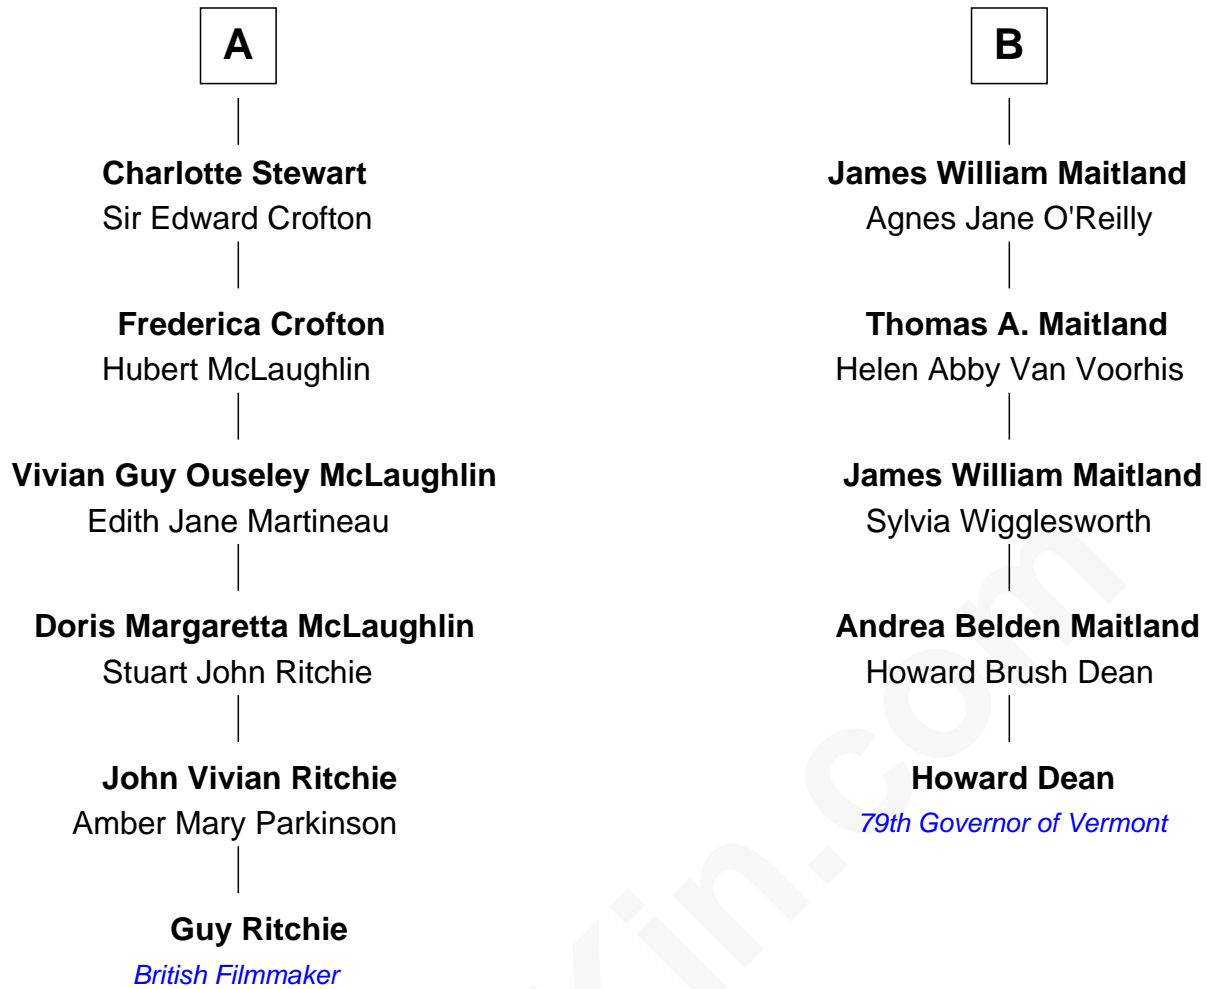 A
Charlotte Stewart
Sir Edward Crofton
Frederica Crofton
Hubert McLaughlin
Vivian Guy Ouseley McLaughlin
Edith Jane Martineau
Doris Margaretta McLaughlin
Stuart John Ritchie
John Vivian Ritchie
Amber Mary Parkinson
Guy Ritchie
British Filmmaker
B
James William Maitland
Agnes Jane O'Reilly
Thomas A. Maitland
Helen Abby Van Voorhis
James William Maitland
Sylvia Wigglesworth
Andrea Belden Maitland
Howard Brush Dean
Howard Dean
79th Governor of Vermont